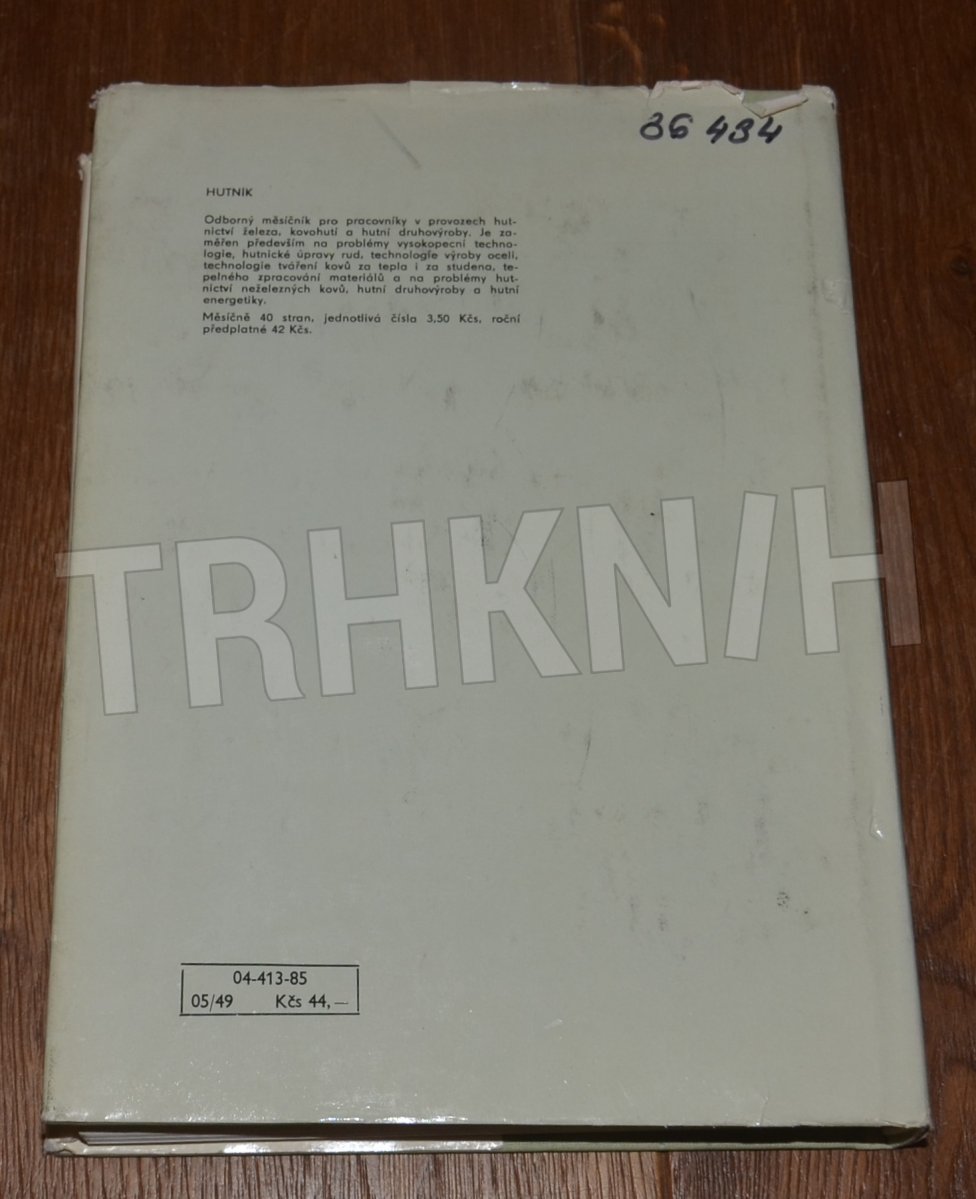 86 434
HUTNÍK
Odborný měsíčník pro pracovníky v provozech hut-
nictví železa, kovohutí a hutní druhovýroby. Je za-
měřen především na problémy vysokopecní techno-
logie, hutnické úpravy rud, technologie výroby oceli,
technologie tváření kovů za tepla i za studena, te-
pelného zpracování materiálů a na problémy hut-
nictví neželezných kovů, hutní druhovýroby a hutní
energetiky.
Měsíčně 40 stran, jednotlivá čísla 3,50 Kčs, roční
předplatné 42 Kčs.
TRHKN/H
04-413-85
05/49 Kčs 44,—